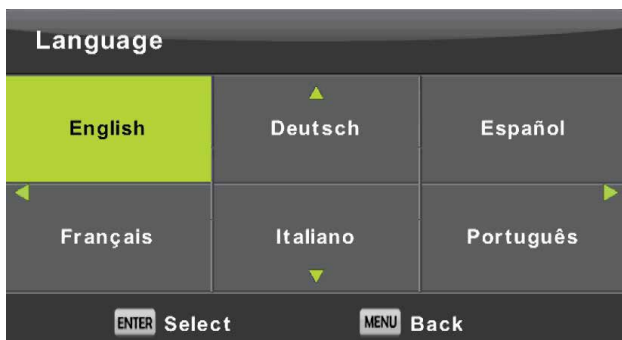 Language
English Deutsch Español
Français Italiano Português
ENTER Select MENU Back